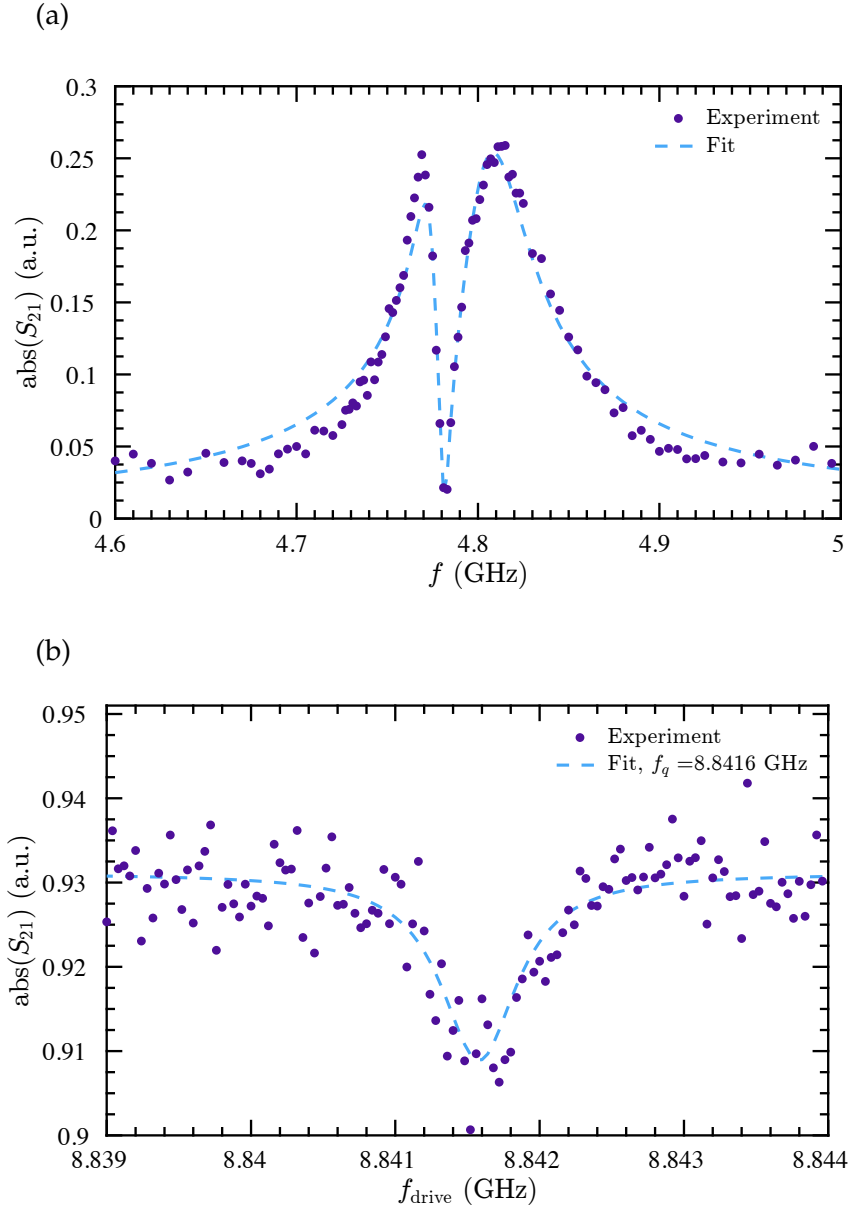 (a)
0.3
0.25
0.2
0.15
0.1
0.05
0
abs(S₂₁) (a.u.)
Experiment
Fit
4.6 4.7 4.8 4.9 5
f (GHz)
(b)
0.95
0.94
0.93
0.92
0.91
0.9
abs(S₂₁) (a.u.)
Experiment
Fit, f_q =8.8416 GHz
8.839 8.84 8.841 8.842 8.843 8.844
f_drive (GHz)